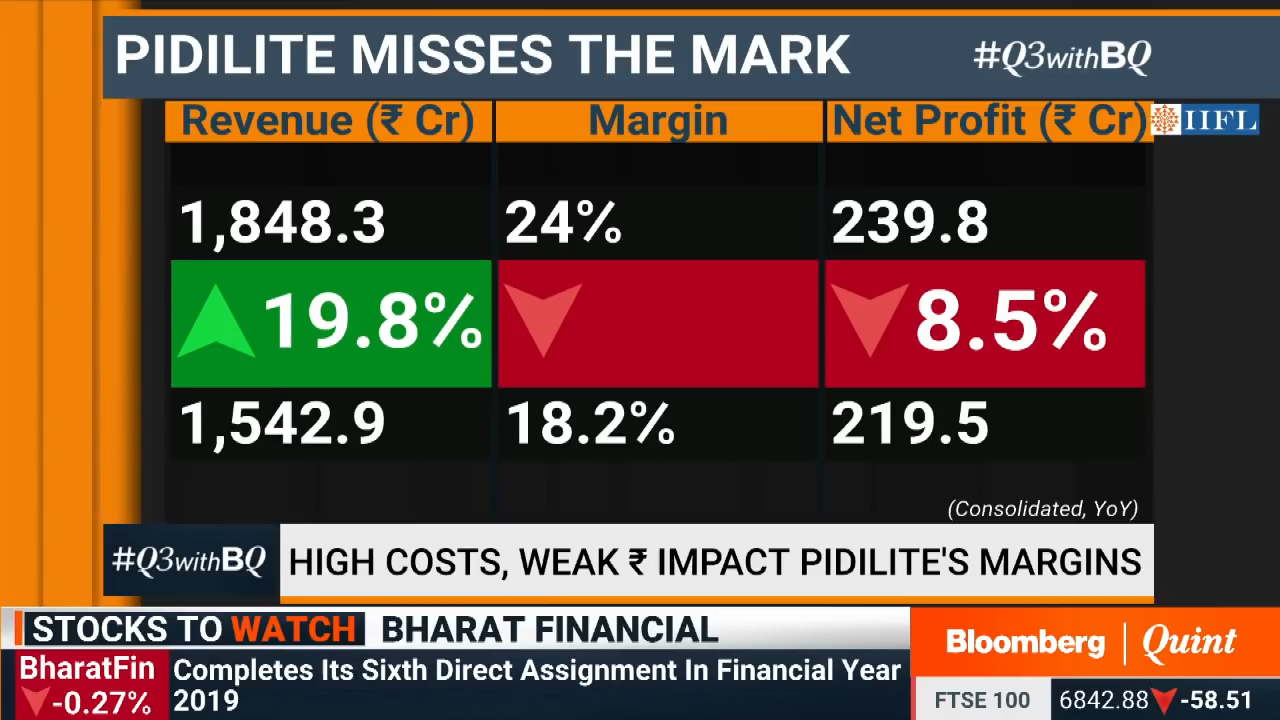 PIDILITE MISSES THE MARK
#Q3withBQ
Revenue (₹ Cr) Margin Net Profit (₹ Cr)
IIFL
1,848.3 24% 239.8
19.8% 8.5%
1,542.9 18.2% 219.5
(Consolidated, YoY)
#Q3withBQ HIGH COSTS, WEAK ₹ IMPACT PIDILITE'S MARGINS
STOCKS TO WATCH BHARAT FINANCIAL
BharatFin
-0.27%
Completes Its Sixth Direct Assignment In Financial Year
2019
Bloomberg | Quint
FTSE 100 6842.88 -58.51